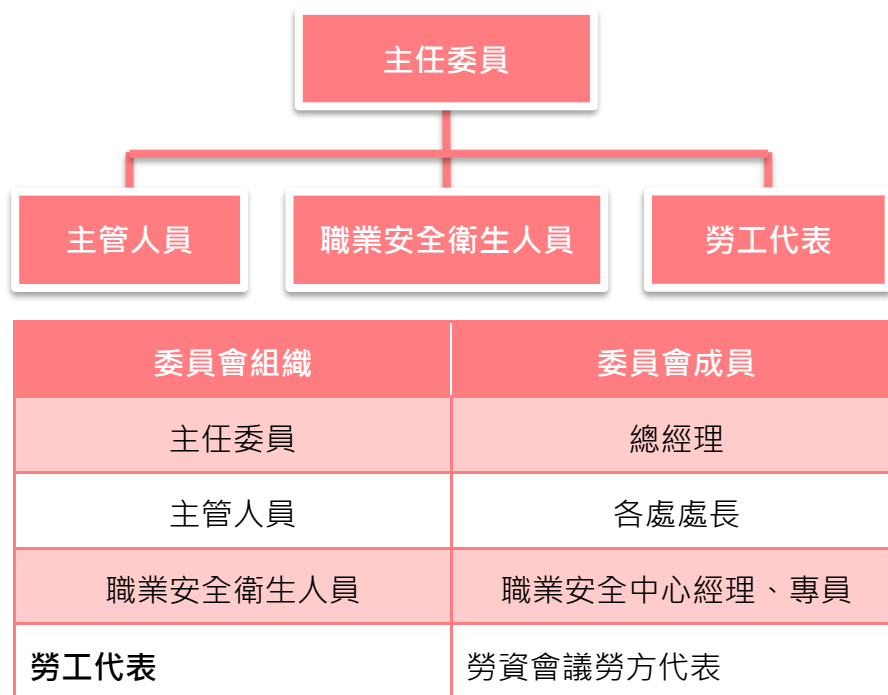 主任委員
主管人員
職業安全衛生人員
勞工代表
委員會組織 委員會成員
主任委員 總經理
主管人員 各處處長
職業安全衛生人員 職業安全中心經理、專員
勞工代表 勞資會議勞方代表